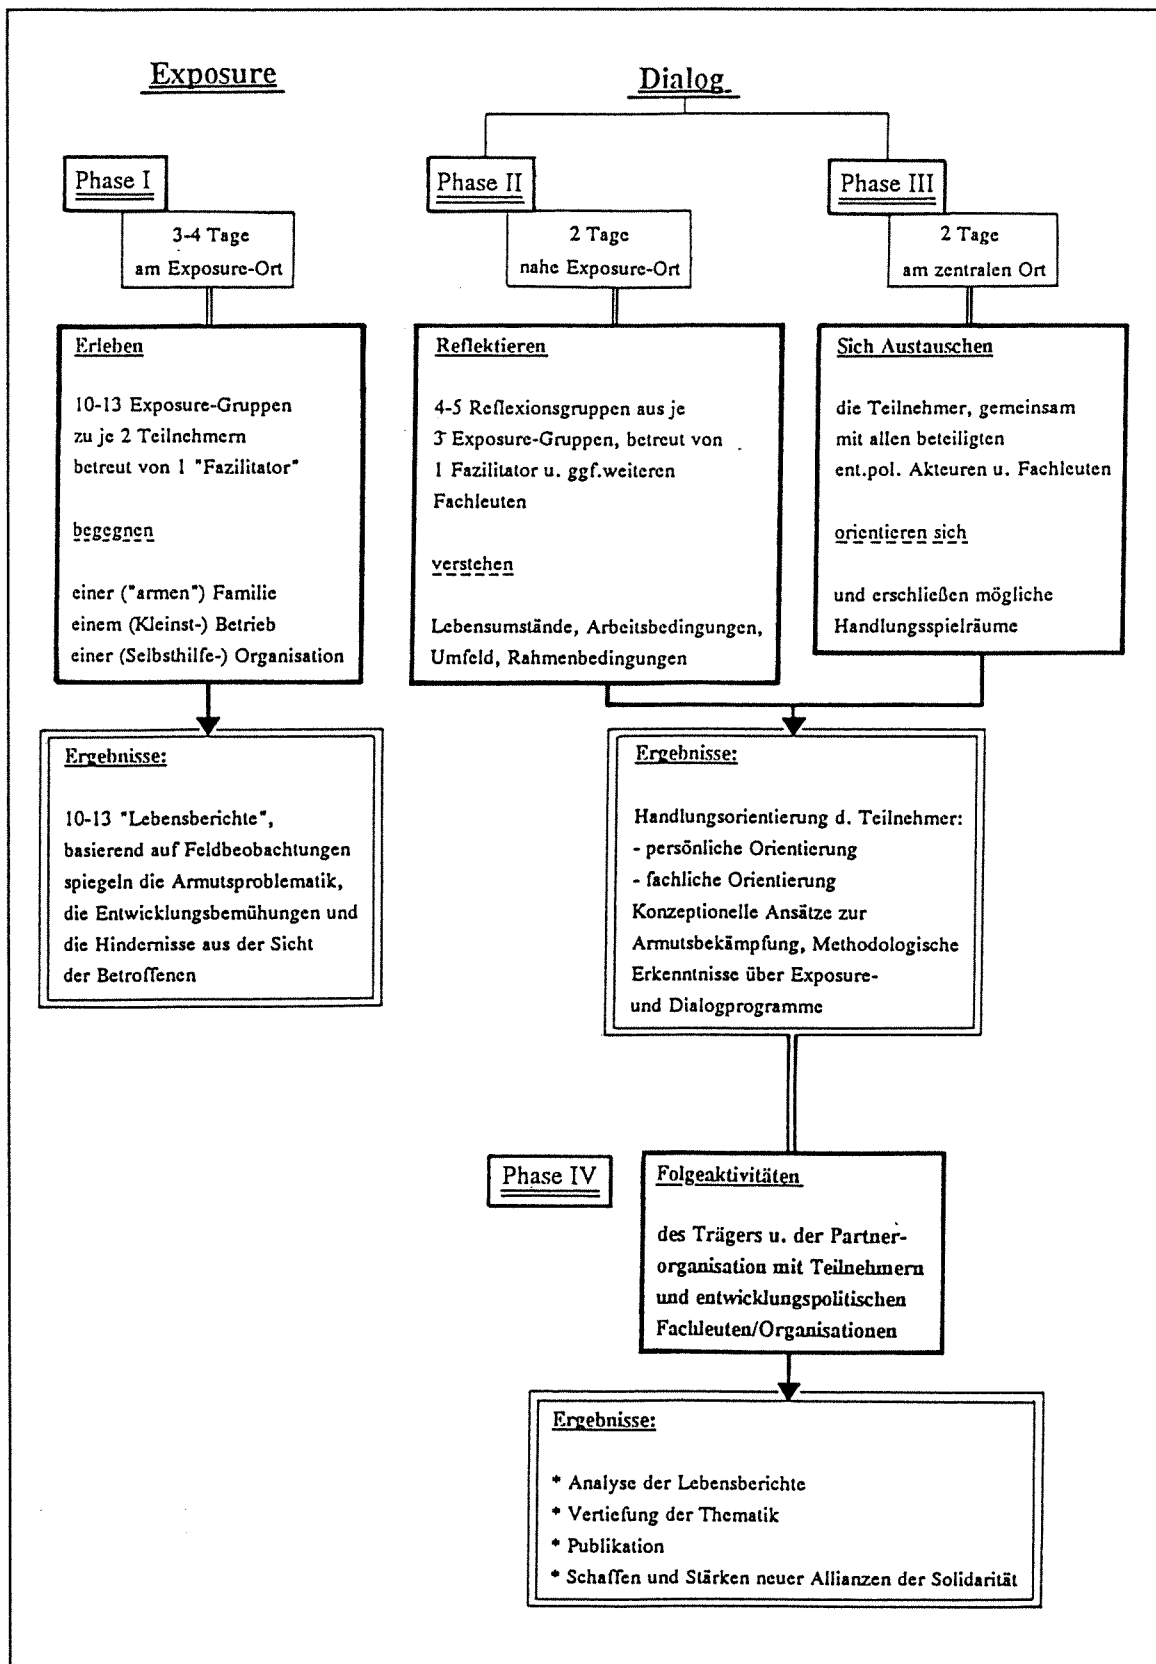 Exposure
Dialog
Phase I
3-4 Tage
am Exposure-Ort
Erleben
10-13 Exposure-Gruppen
zu je 2 Teilnehmern
betreut von 1 "Fazilitator"
begegnen
einer ("armen") Familie
einem (Kleinst-) Betrieb
einer (Selbsthilfe-) Organisation
Ergebnisse:
10-13 "Lebensberichte",
basierend auf Feldbeobachtungen
spiegeln die Armutsproblematik,
die Entwicklungsbemühungen und
die Hindernisse aus der Sicht
der Betroffenen
Phase II
2 Tage
nahe Exposure-Ort
Reflektieren
4-5 Reflexionsgruppen aus je
3 Exposure-Gruppen, betreut von
1 Fazilitator u. ggf.weiteren
Fachleuten
verstehen
Lebensumstände, Arbeitsbedingungen,
Umfeld, Rahmenbedingungen
Phase III
2 Tage
am zentralen Ort
Sich Austauschen
die Teilnehmer, gemeinsam
mit allen beteiligten
ent.pol. Akteuren u. Fachleuten
orientieren sich
und erschließen mögliche
Handlungsspielräume
Ergebnisse:
Handlungsorientierung d. Teilnehmer:
- persönliche Orientierung
- fachliche Orientierung
Konzeptionelle Ansätze zur
Armutsbekämpfung, Methodologische
Erkenntnisse über Exposure-
und Dialogprogramme
Phase IV
Folgeaktivitäten
des Trägers u. der Partner-
organisation mit Teilnehmern
und entwicklungspolitischen
Fachleuten/Organisationen
Ergebnisse:
* Analyse der Lebensberichte
* Vertiefung der Thematik
* Publikation
* Schaffen und Stärken neuer Allianzen der Solidarität